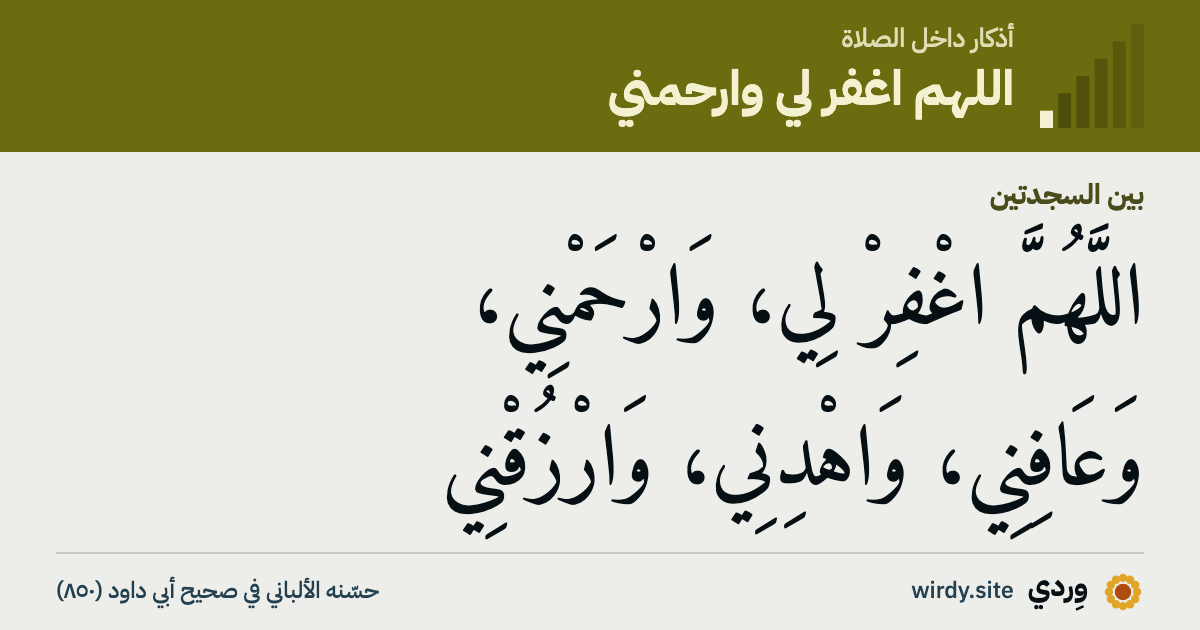 أذكار داخل الصلاة
اللهم اغفر لي وارحمني
بين السجدتين
اللَّهُمَّ اغْفِرْ لِي، وَارْحَمْنِي،
وَعَافِنِي، وَاهْدِنِي، وَارْزُقْنِي
وِردي wirdy.site
حسّنه الألباني في صحيح أبي داود (٨٥٠)